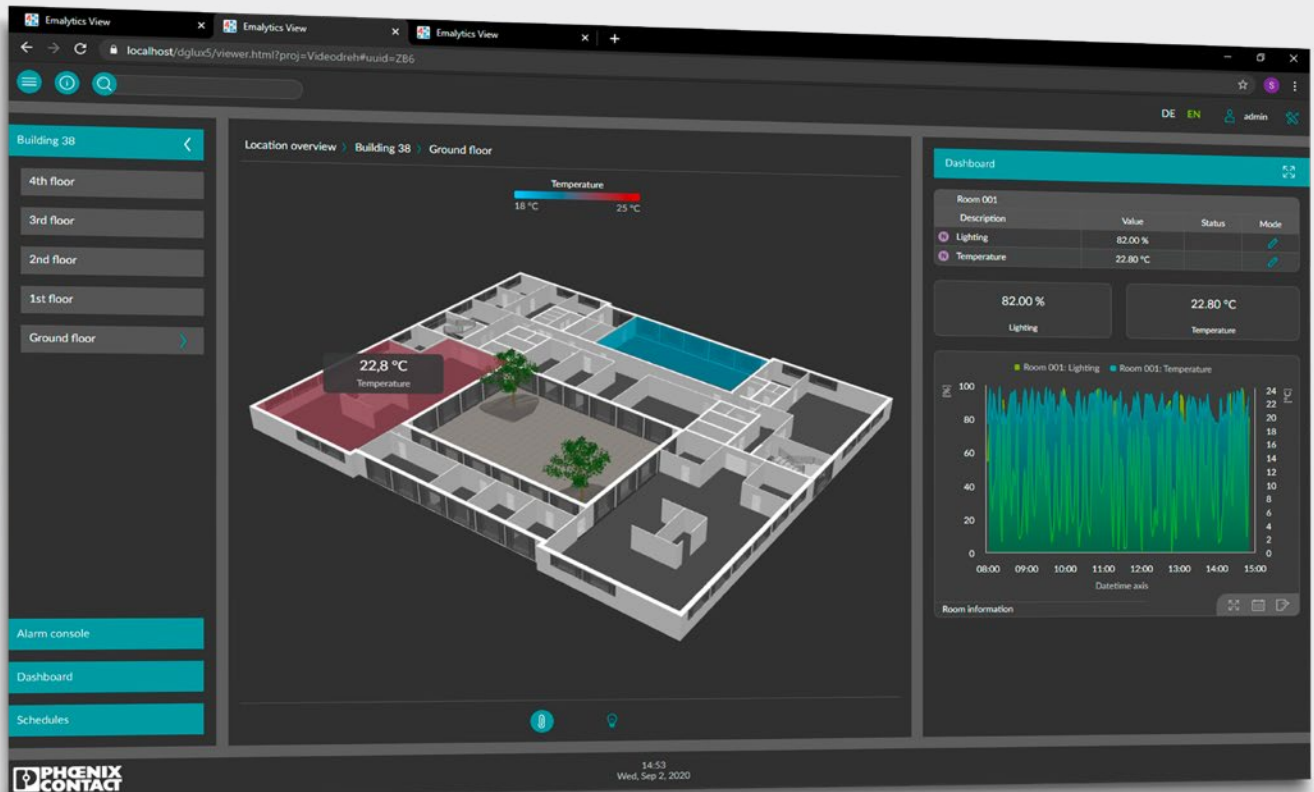 Emalytics View
Emalytics View
Emalytics View
localhost/dglux5/viewer.html?proj=Videodreh#uuid=ZB6
S
DE EN admin
Building 38
4th floor
3rd floor
2nd floor
1st floor
Ground floor
Alarm console
Dashboard
Schedules
Location overview Building 38 Ground floor
Temperature
18 °C 25 °C
22,8 °C
Temperature
Dashboard
Room 001
Description Value Status Mode
N Lighting 82.00 %
N Temperature 22.80 °C
82.00 %
Lighting
22.80 °C
Temperature
Room 001: Lighting Room 001: Temperature
[%]
100
80
60
40
20
0
[°C]
24
22
20
18
16
14
12
10
8
6
4
2
0
08:00 09:00 10:00 11:00 12:00 13:00 14:00 15:00
Datetime axis
Room information
PHŒNIX
CONTACT
14:53
Wed, Sep 2, 2020